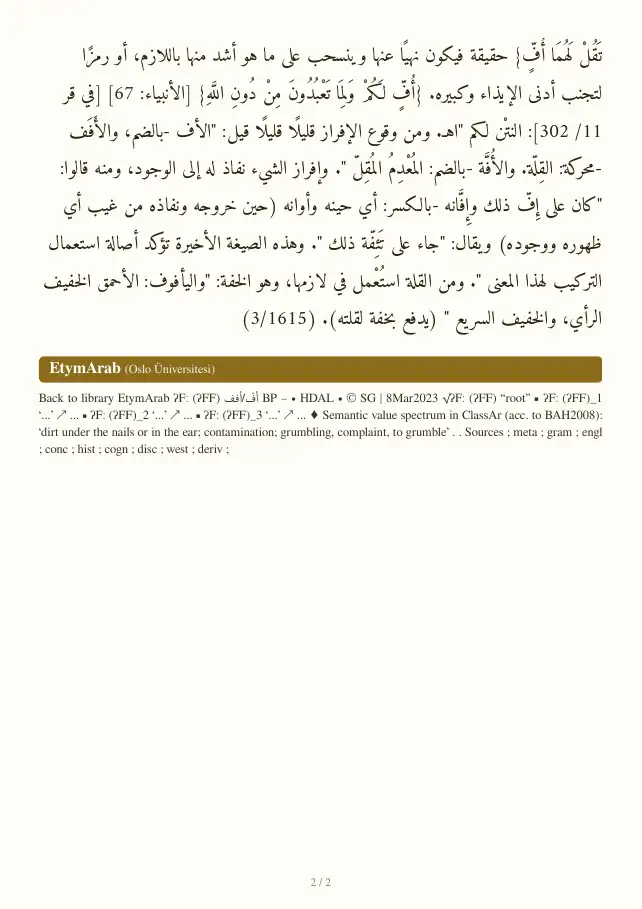 تَقُلْ لَهُمَا أُفٍّ} حقيقة فيكون نهيًا عنها وينسحب على ما هو أشد منها باللازم، أو رمزًا
لتجنب أدنى الإيذاء وكبيره. {أُفٍّ لَكُمْ وَلِمَا تَعْبُدُونَ مِنْ دُونِ اللَّهِ} [الأنبياء: 67] [في قر
11/ 302]: النتْن لكم "اهـ. ومن وقوع الإفراز قليلًا قليلًا قيل: "الأف -بالضم، والأَفَف
-محركة: القِلّة. والأُفَّة -بالضم: المُعْدِمُ المُقِلّ ". وإفراز الشيء نفاذ له إلى الوجود، ومنه قالوا:
"كان على إِفّ ذلك وإِفَّانه -بالكسر: أي حينه وأوانه (حين خروجه ونفاذه من غيب أي
ظهوره ووجوده) ويقال: "جاء على تَئِفّة ذلك ". وهذه الصيغة الأخيرة تؤكد أصالة استعمال
التركيب لهذا المعنى ". ومن القلة استُعْمل في لازمها، وهو الخفة: "واليأفوف: الأحمق الخفيف
الرأي، والخفيف السريع " (يدفع بخفة لقلته). (3/1615)
EtymArab (Oslo Üniversitesi)
Back to library EtymArab ʔF: (ʔFF) أفّ/أفف BP – • HDAL • © SG | 8Mar2023 √ʔF: (ʔFF) “root” ▪ ʔF: (ʔFF)_1
‘...’ ↗ ... ▪ ʔF: (ʔFF)_2 ‘...’ ↗ ... ▪ ʔF: (ʔFF)_3 ‘...’ ↗ ... ♦ Semantic value spectrum in ClassAr (acc. to BAH2008):
‘dirt under the nails or in the ear; contamination; grumbling, complaint, to grumble’ . . Sources ; meta ; gram ; engl
; conc ; hist ; cogn ; disc ; west ; deriv ;
2 / 2